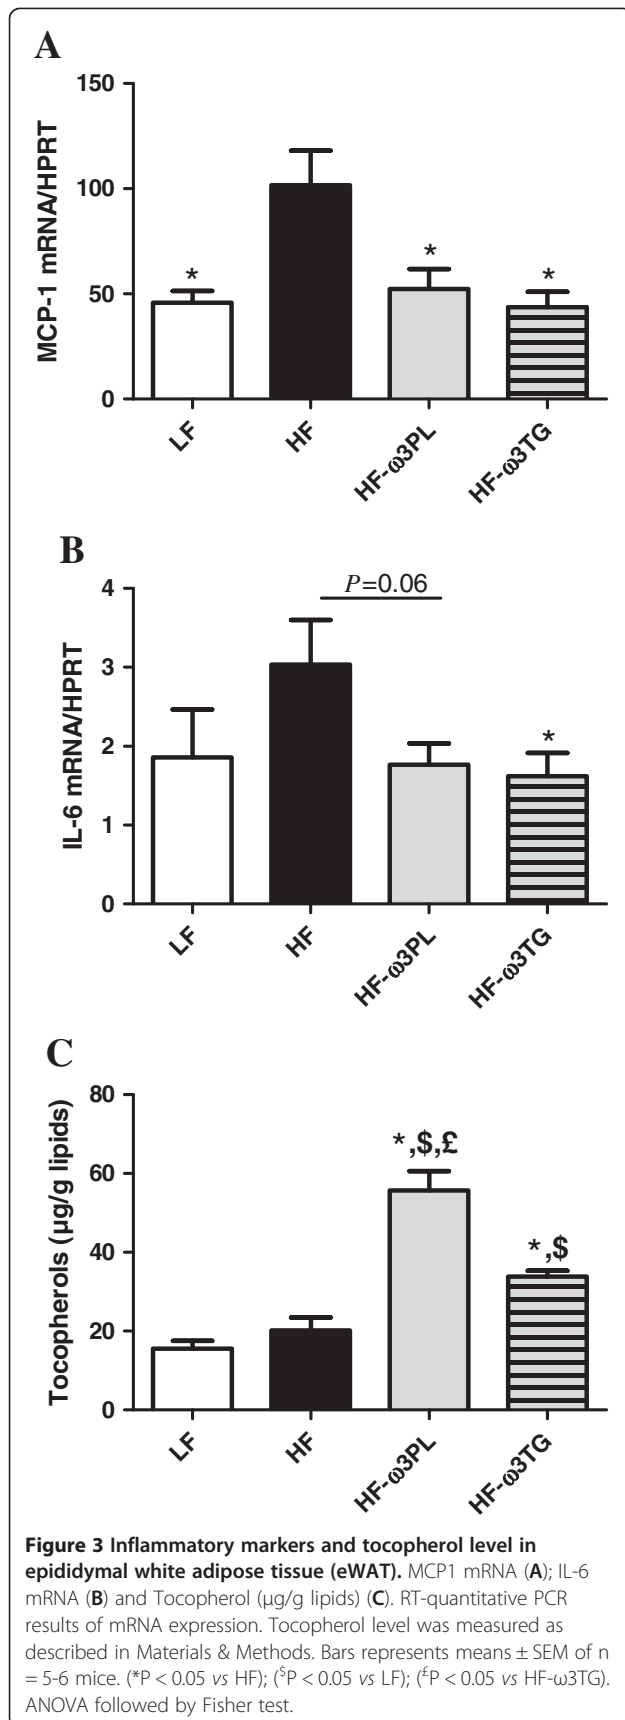 A
MCP-1 mRNA/HPRT
150
100
50
0
*
*
*
LF
HF
HF-ω3PL
HF-ω3TG
B
IL-6 mRNA/HPRT
4
3
2
1
0
P=0.06
*
LF
HF
HF-ω3PL
HF-ω3TG
C
Tocopherols (µg/g lipids)
80
60
40
20
0
*,$,£
*,$
LF
HF
HF-ω3PL
HF-ω3TG
Figure 3 Inflammatory markers and tocopherol level in
epididymal white adipose tissue (eWAT). MCP1 mRNA (A); IL-6
mRNA (B) and Tocopherol (µg/g lipids) (C). RT-quantitative PCR
results of mRNA expression. Tocopherol level was measured as
described in Materials & Methods. Bars represents means ± SEM of n
= 5-6 mice. (*P < 0.05 vs HF); ($P < 0.05 vs LF); (£P < 0.05 vs HF-ω3TG).
ANOVA followed by Fisher test.